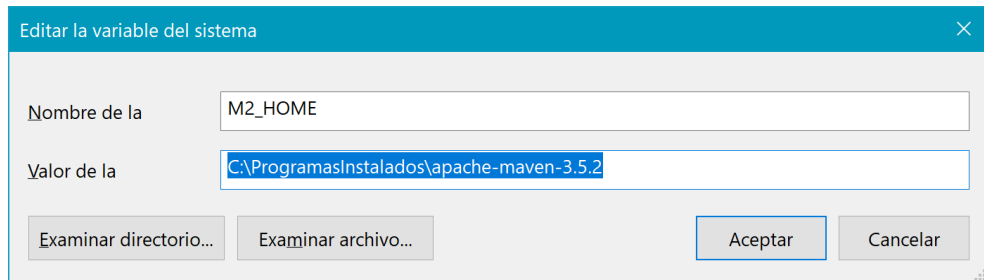 Editar la variable del sistema
Nombre de la
M2_HOME
Valor de la
C:\ProgramasInstalados\apache-maven-3.5.2
Examinar directorio... Examinar archivo... Aceptar Cancelar